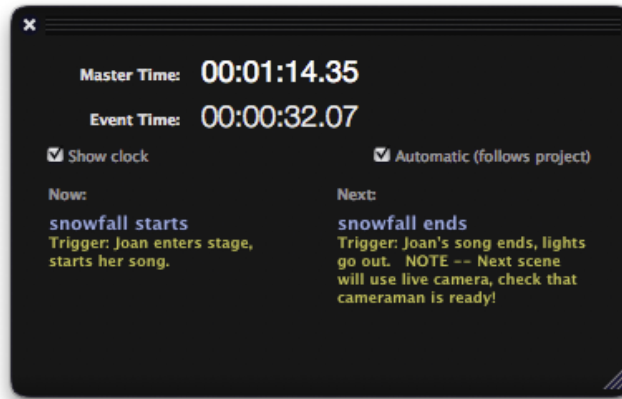 Master Time: 00:01:14.35
Event Time: 00:00:32.07
Show clock
Automatic (follows project)
Now:
snowfall starts
Trigger: Joan enters stage,
starts her song.
Next:
snowfall ends
Trigger: Joan's song ends, lights
go out.   NOTE -- Next scene
will use live camera, check that
cameraman is ready!